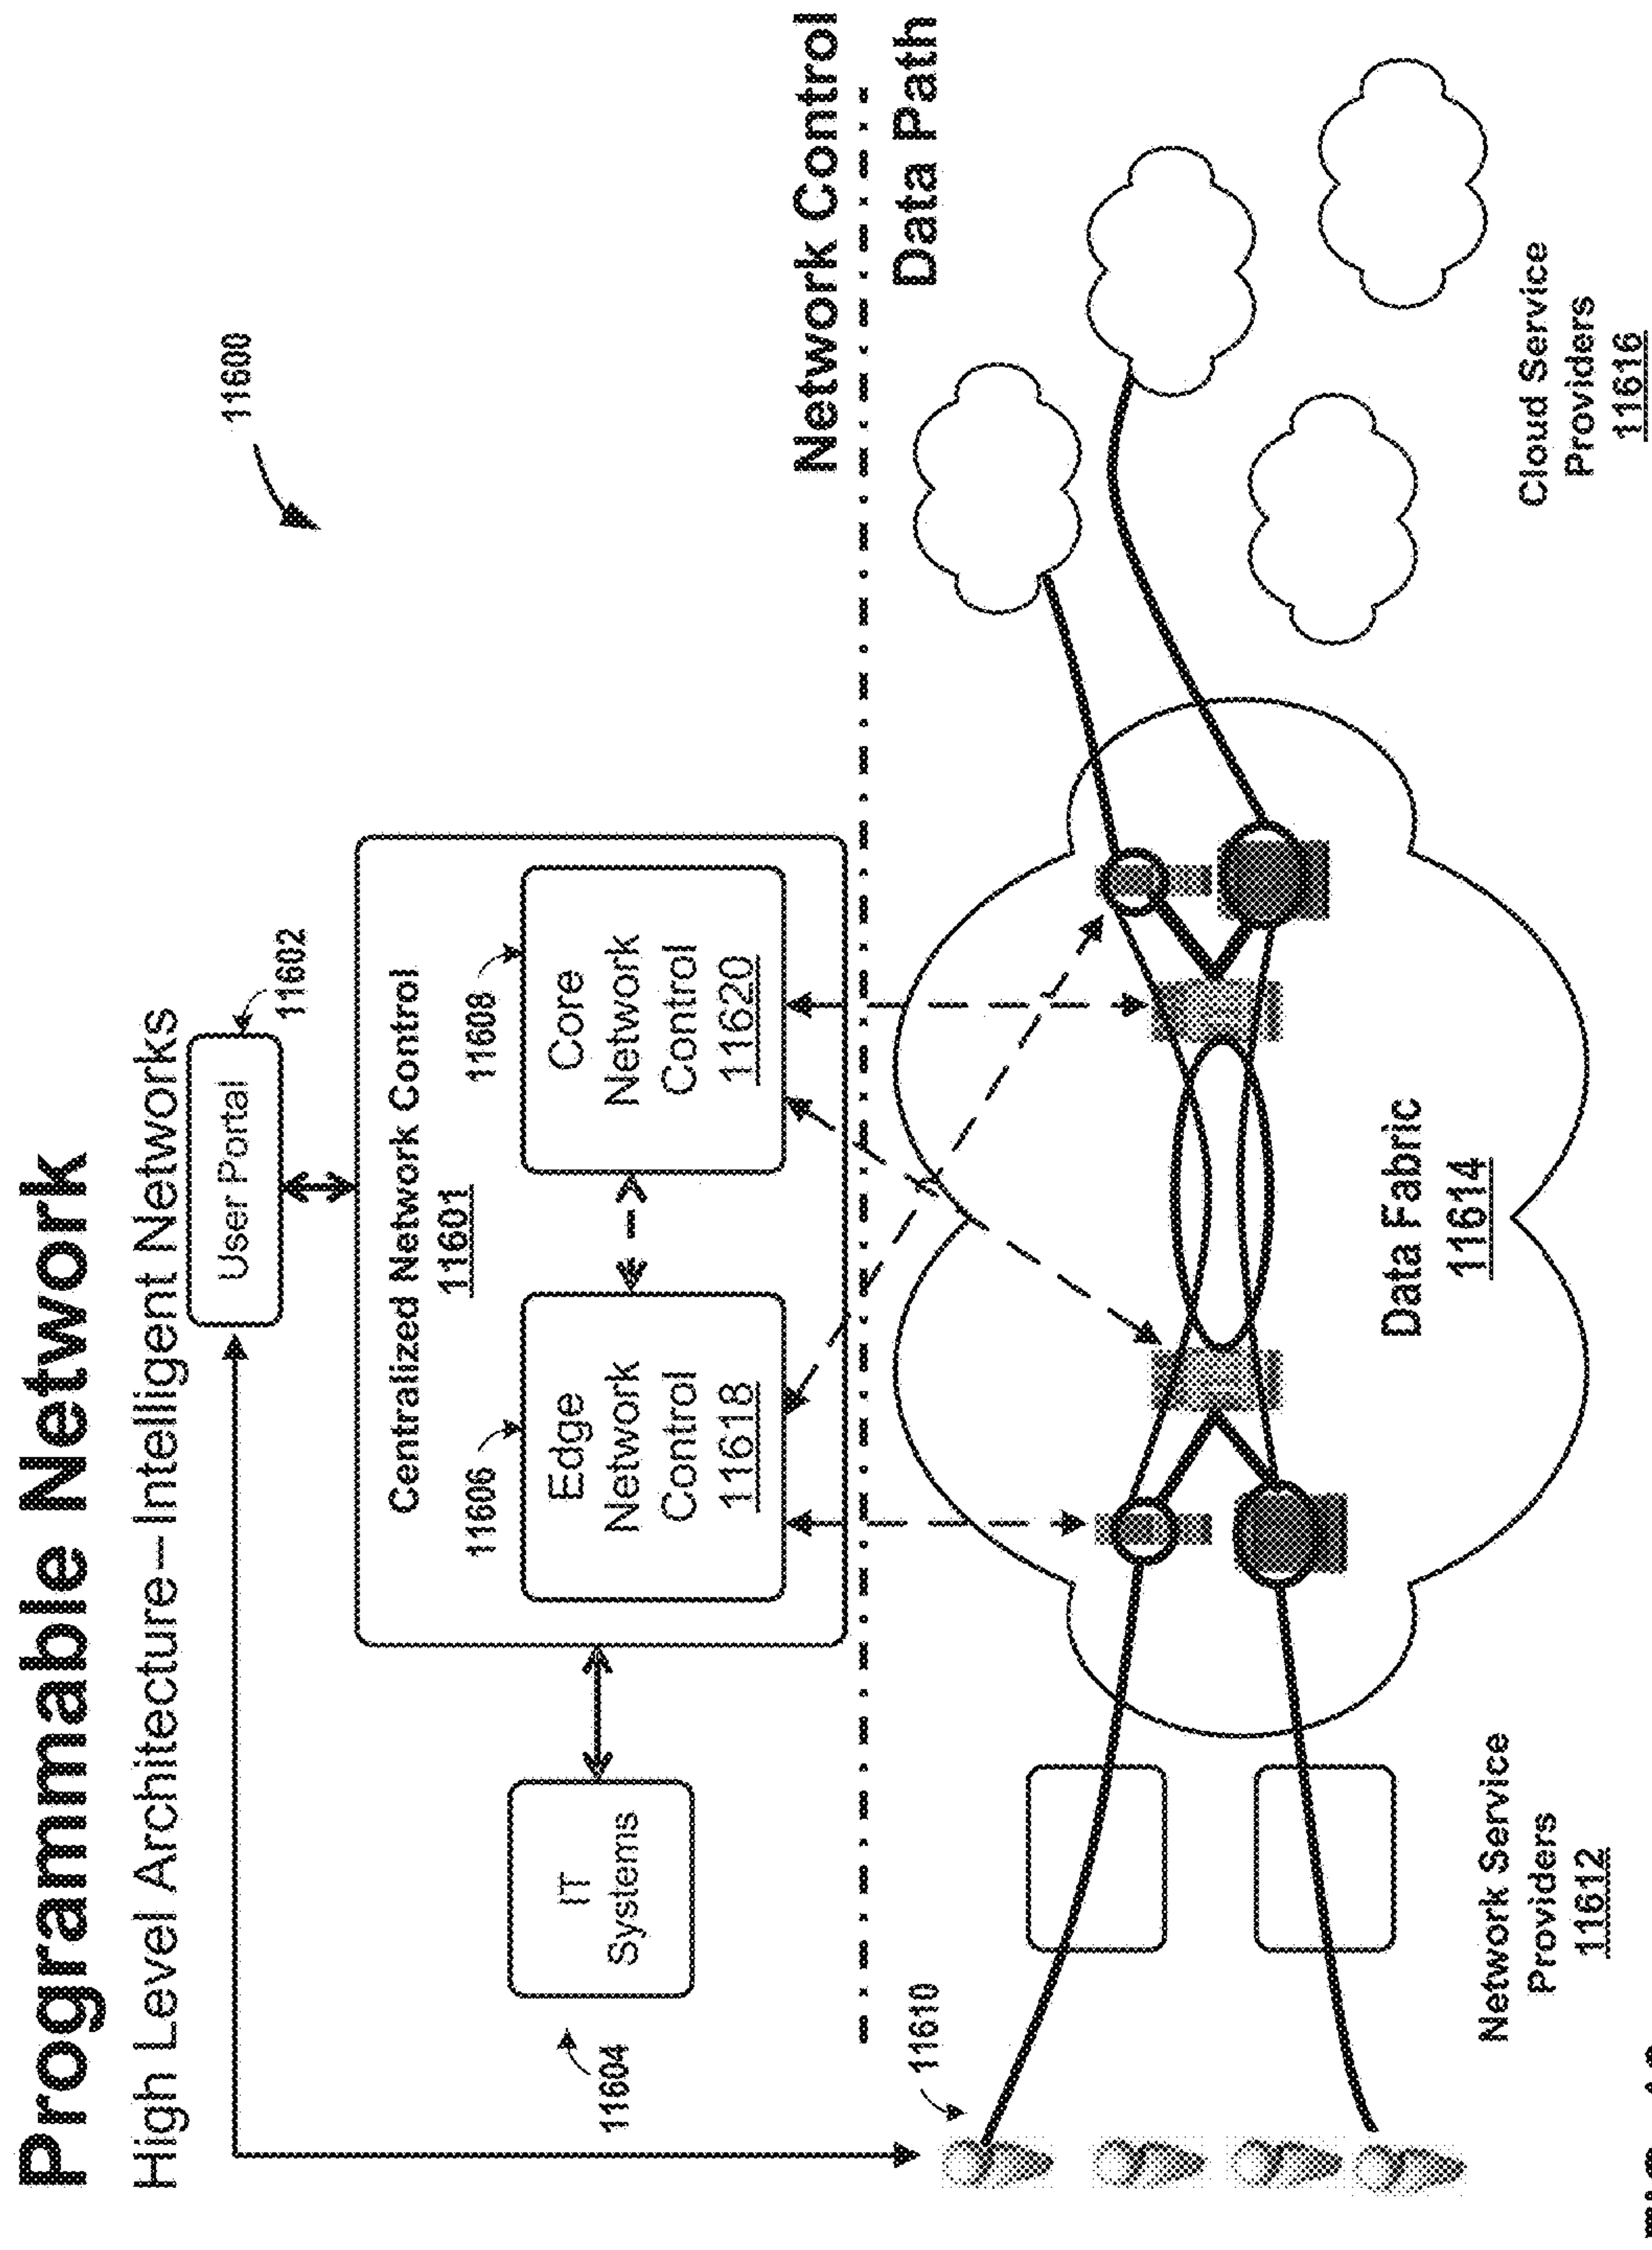 Programmable Network
High Level Architecture–Intelligent Networks
11600
User Portal
11602
Centralized Network Control
11601
11606
Edge
Network
Control
11618
11608
Core
Network
Control
11620
IT
Systems
11604
Network Control
Data Path
11610
Network Service
Providers
11612
Data Fabric
11614
Cloud Service
Providers
11616